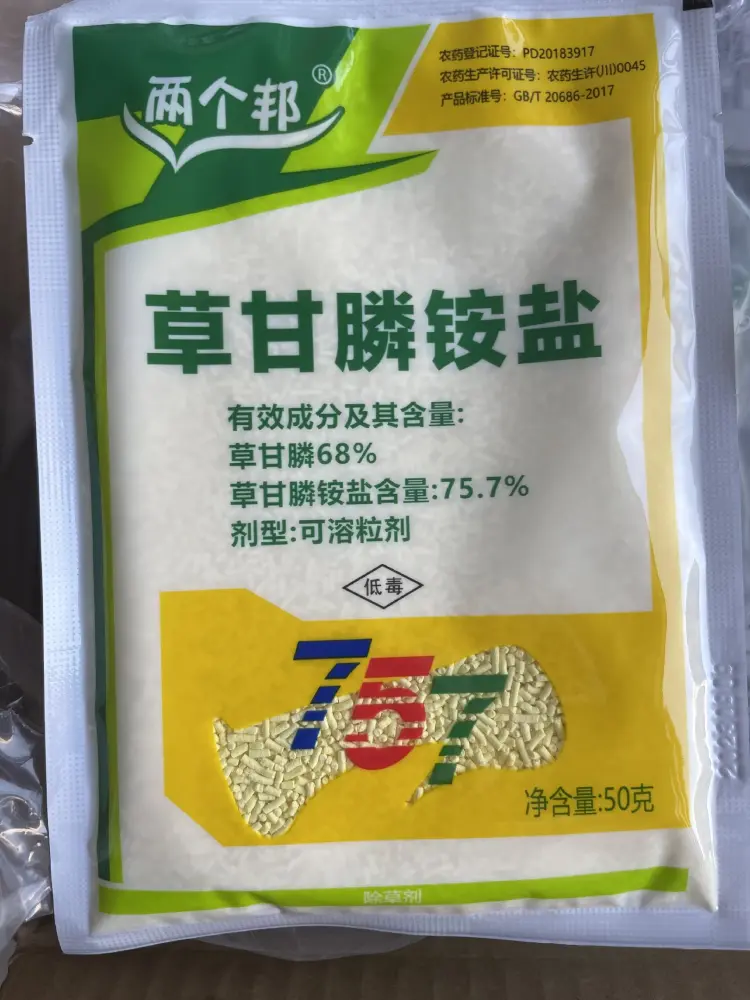 两个邦®
农药登记证号：PD20183917
农药生产许可证号：农药生许(川)0045
产品标准号：GB/T 20686-2017
草甘膦铵盐
有效成分及其含量:
草甘膦68%
草甘膦铵盐含量:75.7%
剂型:可溶粒剂
低毒
757
净含量:50克
除草剂